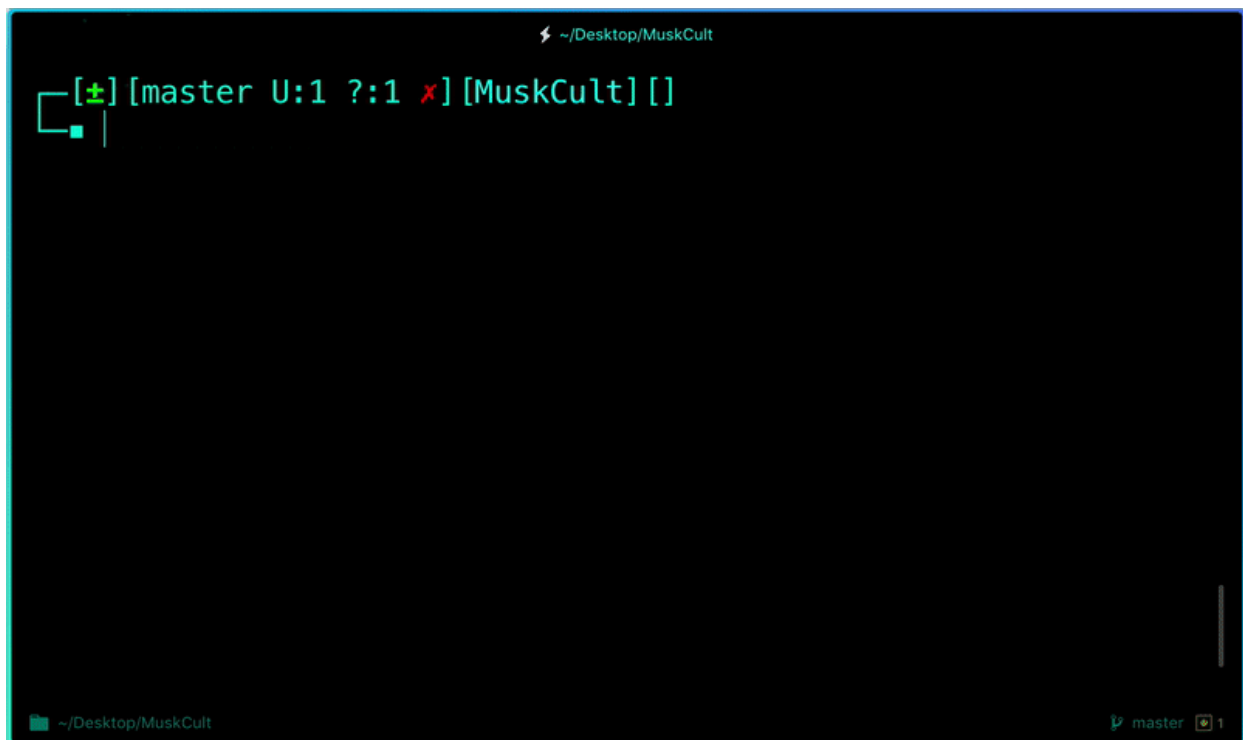 ~/Desktop/MuskCult
[±][master U:1 ?:1 ✗][MuskCult][]
~/Desktop/MuskCult
master 1